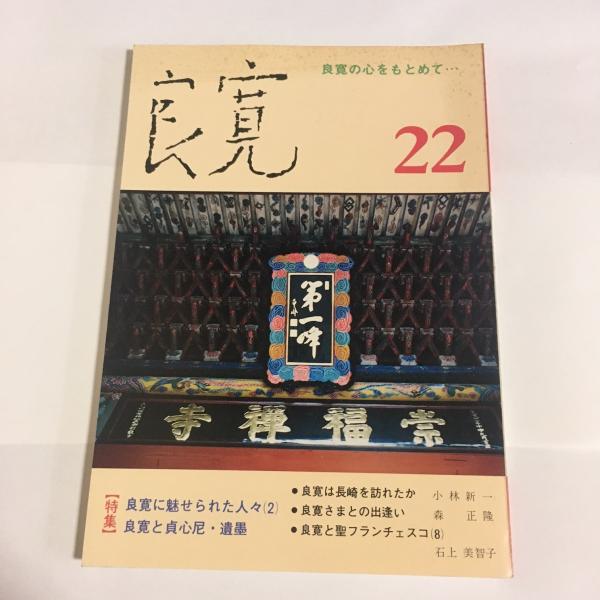 良寛の心をもとめて…
良寛
22
第一峰
寺禅福崇
【特集】
良寛に魅せられた人々(2)
良寛と貞心尼・遺墨
●良寛は長崎を訪れたか 小林新一
●良寛さまとの出逢い 森正隆
●良寛と聖フランチェスコ(8)
石上美智子